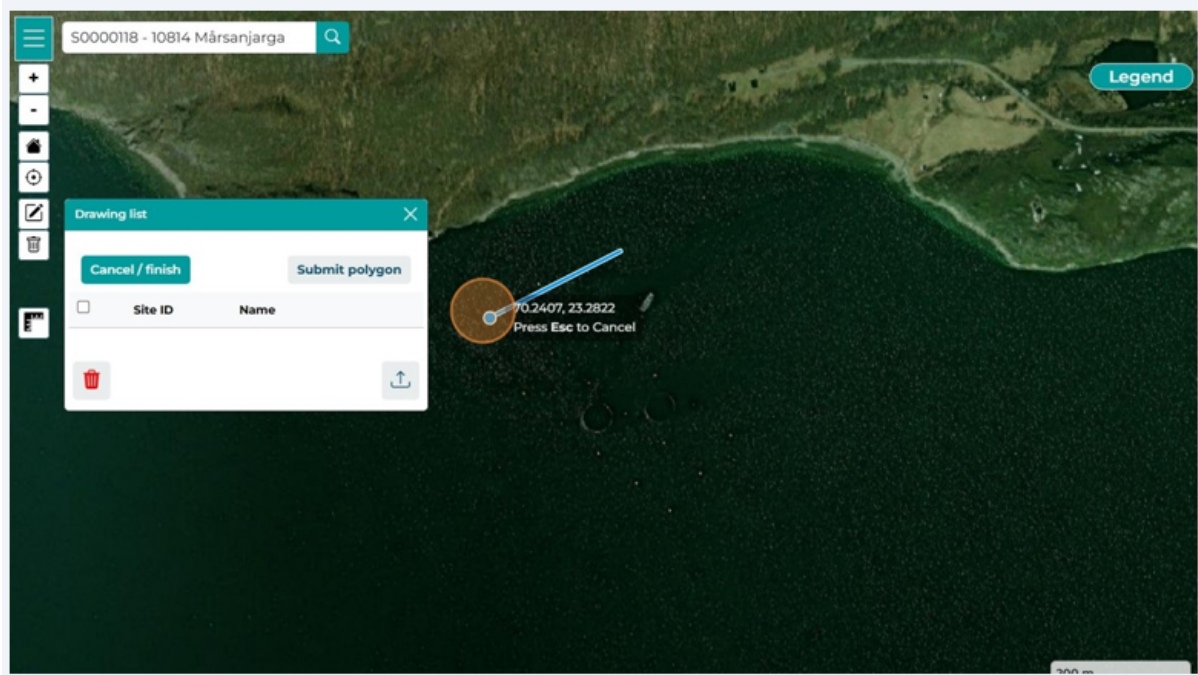 S0000118 - 10814 Mårsanjarga
+
Legend
-
Drawing list
Cancel / finish
Submit polygon
Site ID
Name
70.2407, 23.2822
Press Esc to Cancel
200 m